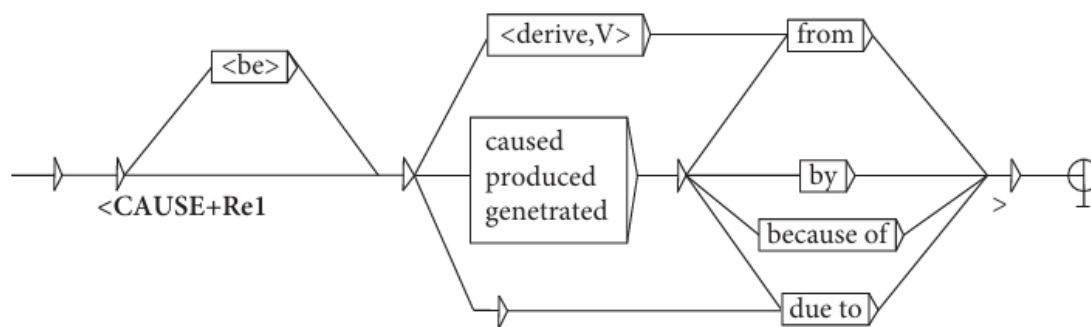 <be>
<CAUSE+Re1
<derive,V>
caused
produced
genetrated
from
by
because of
due to
>